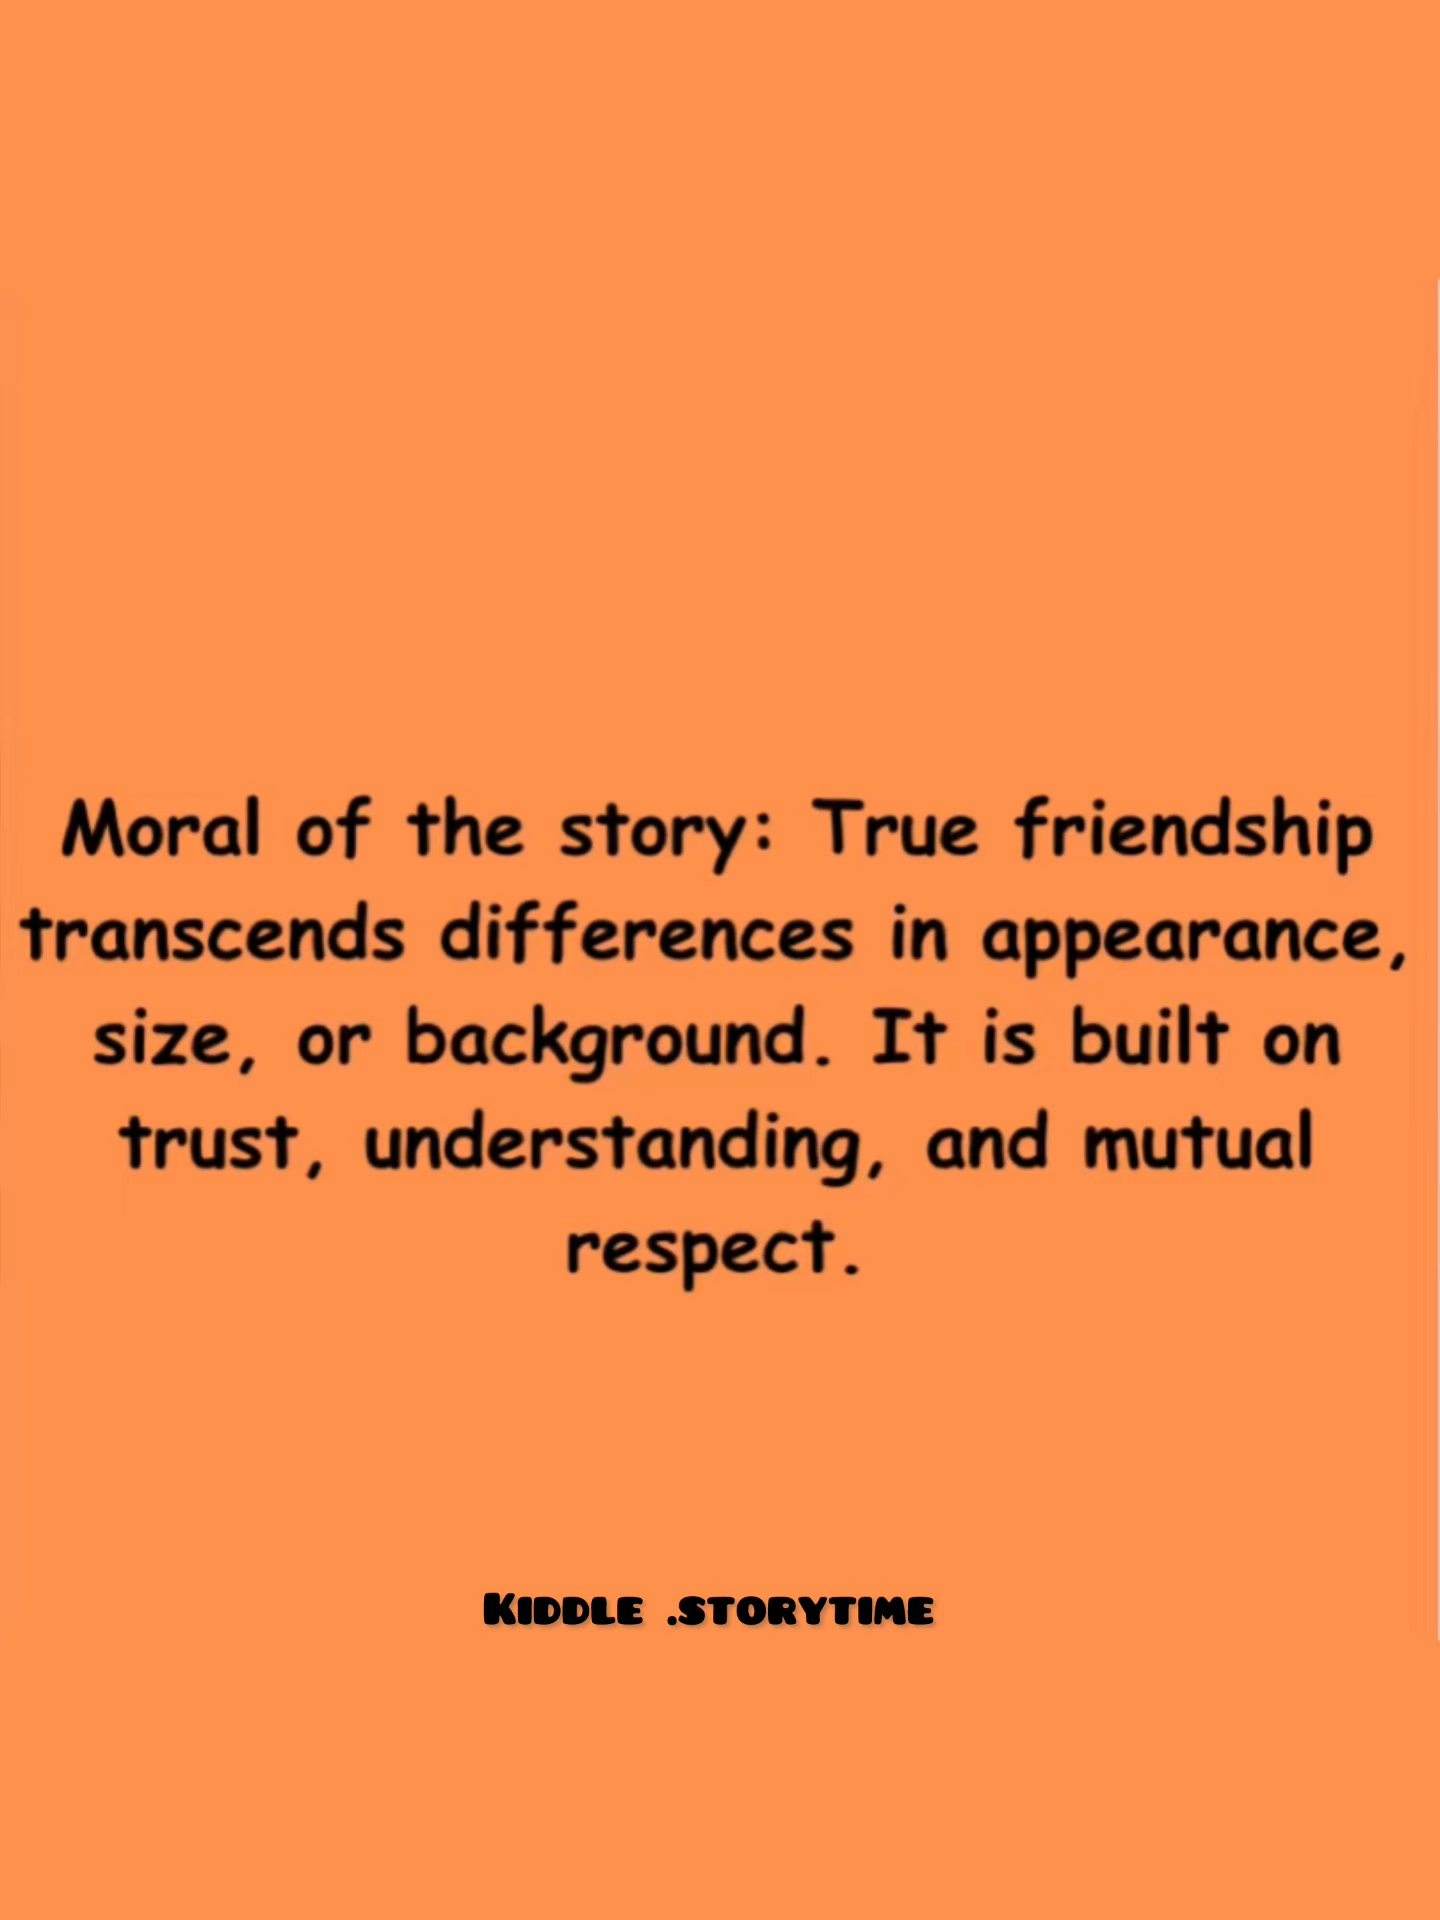 Moral of the story: True friendship
transcends differences in appearance,
size, or background. It is built on
trust, understanding, and mutual
respect.
KIDDLE .STORYTIME